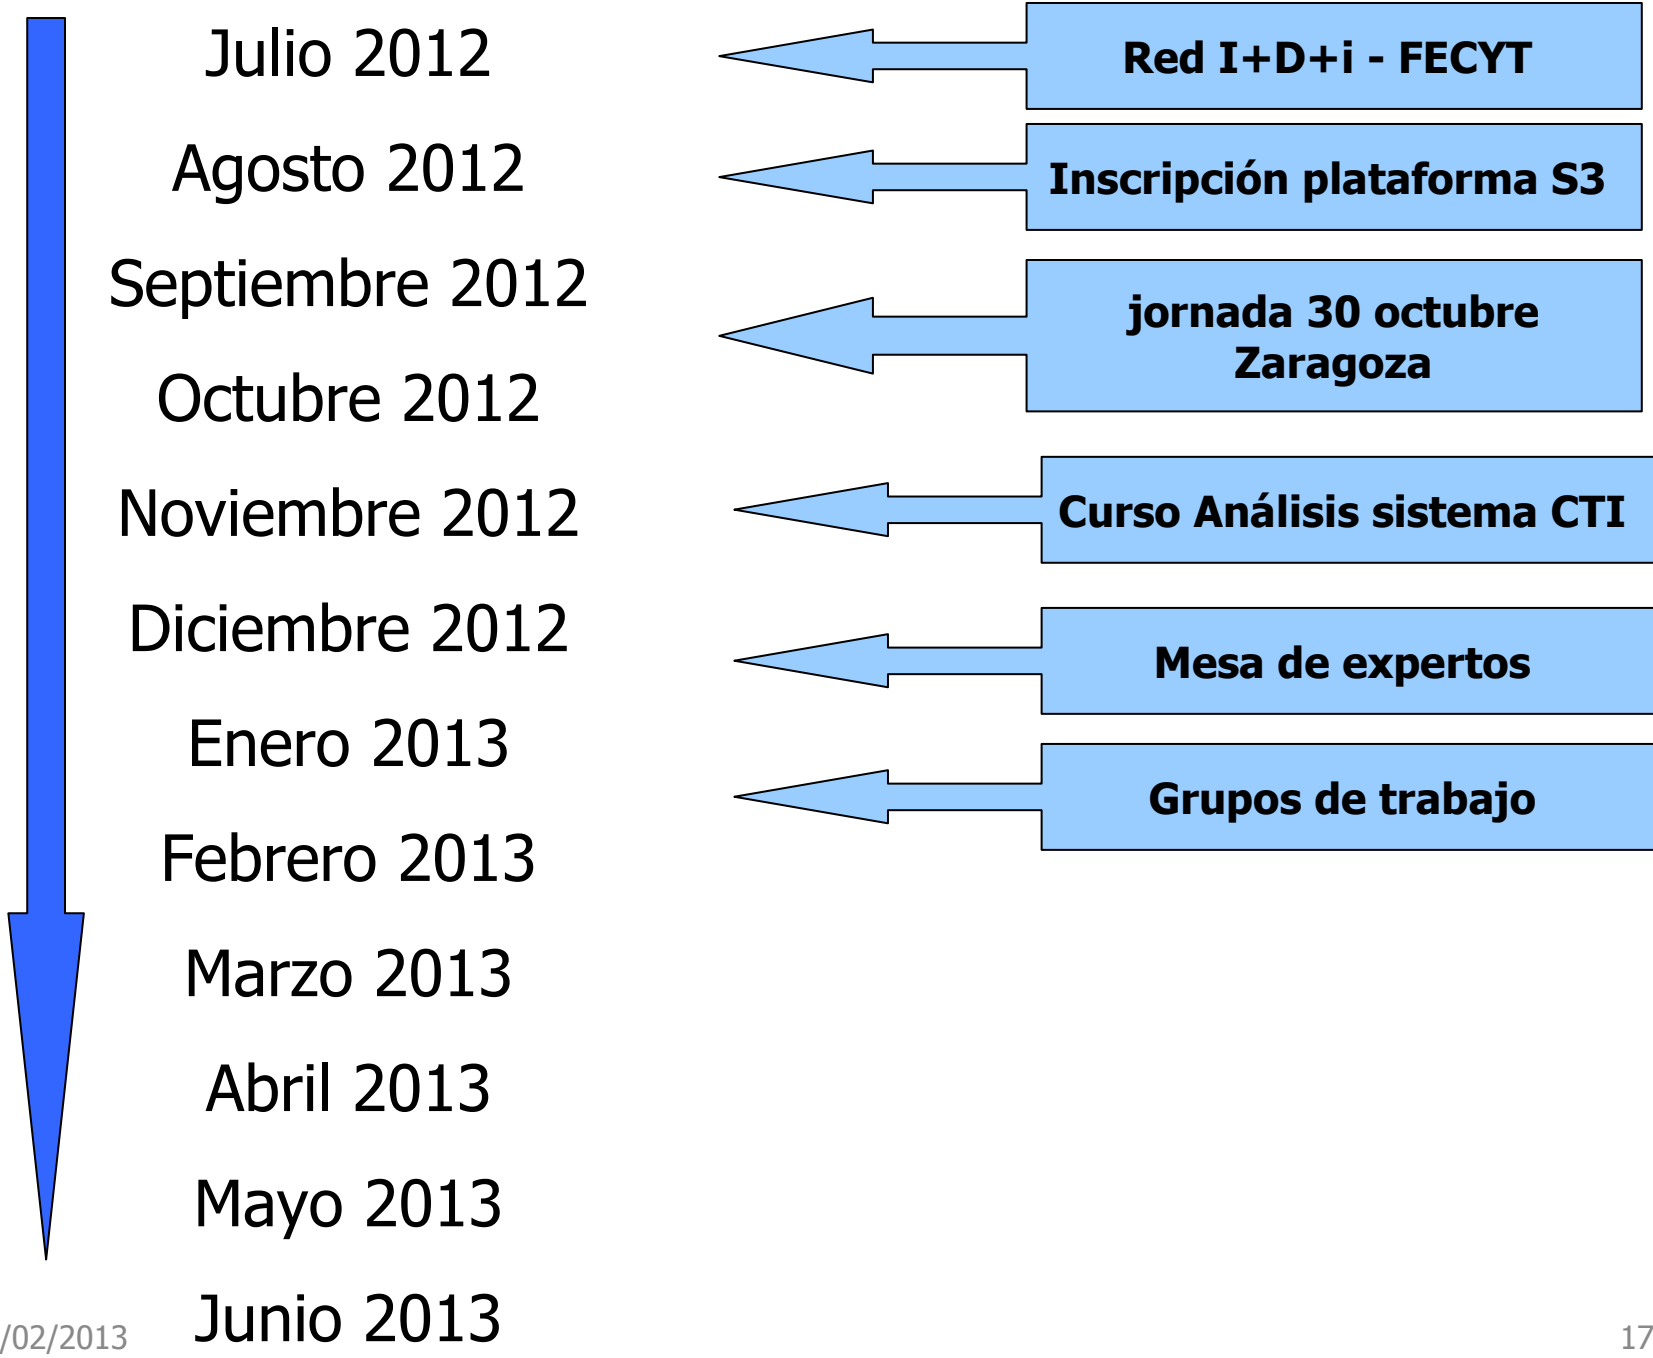 Julio 2012
Red I+D+i - FECYT
Agosto 2012
Inscripción plataforma S3
Septiembre 2012
jornada 30 octubre
Zaragoza
Octubre 2012
Noviembre 2012
Curso Análisis sistema CTI
Diciembre 2012
Mesa de expertos
Enero 2013
Grupos de trabajo
Febrero 2013
Marzo 2013
Abril 2013
Mayo 2013
Junio 2013
/02/2013
17